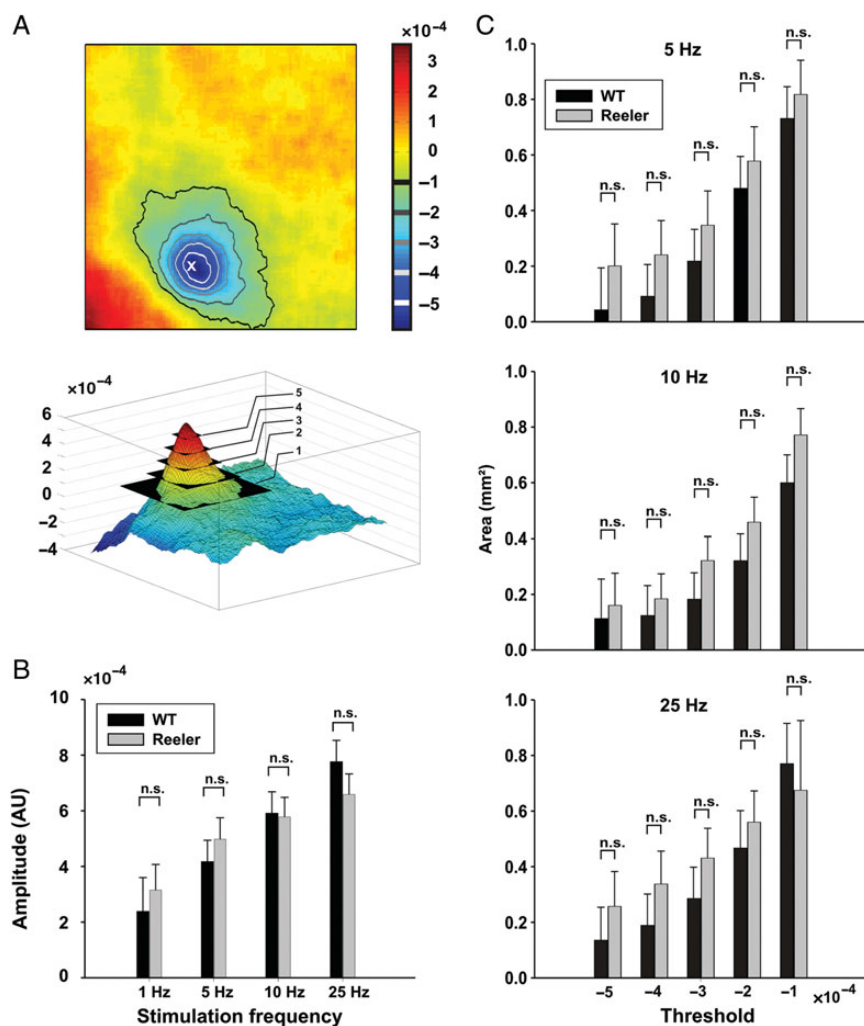 A
×10⁻⁴
3
2
1
0
−1
−2
−3
−4
−5
x
×10⁻⁴
6
4
2
0
−2
−4
5
4
3
2
1
B
×10⁻⁴
10
8
6
4
2
0
Amplitude (AU)
WT
Reeler
n.s.
n.s.
n.s.
n.s.
1 Hz 5 Hz 10 Hz 25 Hz
Stimulation frequency
C
5 Hz
WT
Reeler
1.0
0.8
0.6
0.4
0.2
0.0
n.s.
n.s.
n.s.
n.s.
n.s.
10 Hz
1.0
0.8
0.6
0.4
0.2
0.0
Area (mm²)
n.s.
n.s.
n.s.
n.s.
n.s.
25 Hz
1.0
0.8
0.6
0.4
0.2
0.0
n.s.
n.s.
n.s.
n.s.
n.s.
−5 −4 −3 −2 −1 ×10⁻⁴
Threshold